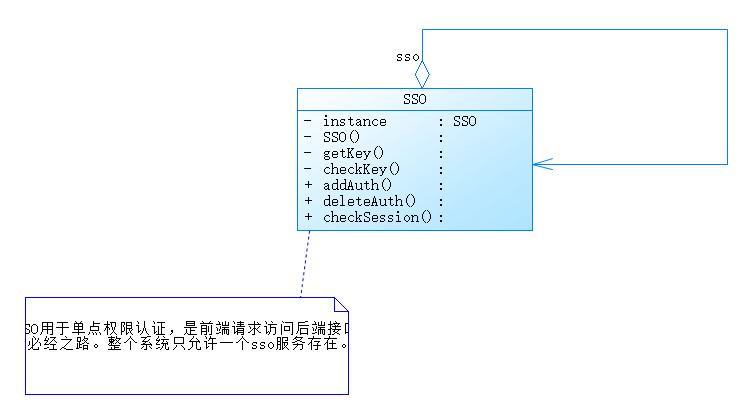 sso
SSO
- instance : SSO
- SSO() :
- getKey() :
- checkKey() :
+ addAuth() :
+ deleteAuth() :
+ checkSession() :
SO用于单点权限认证，是前端请求访问后端接口
必经之路。整个系统只允许一个sso服务存在。